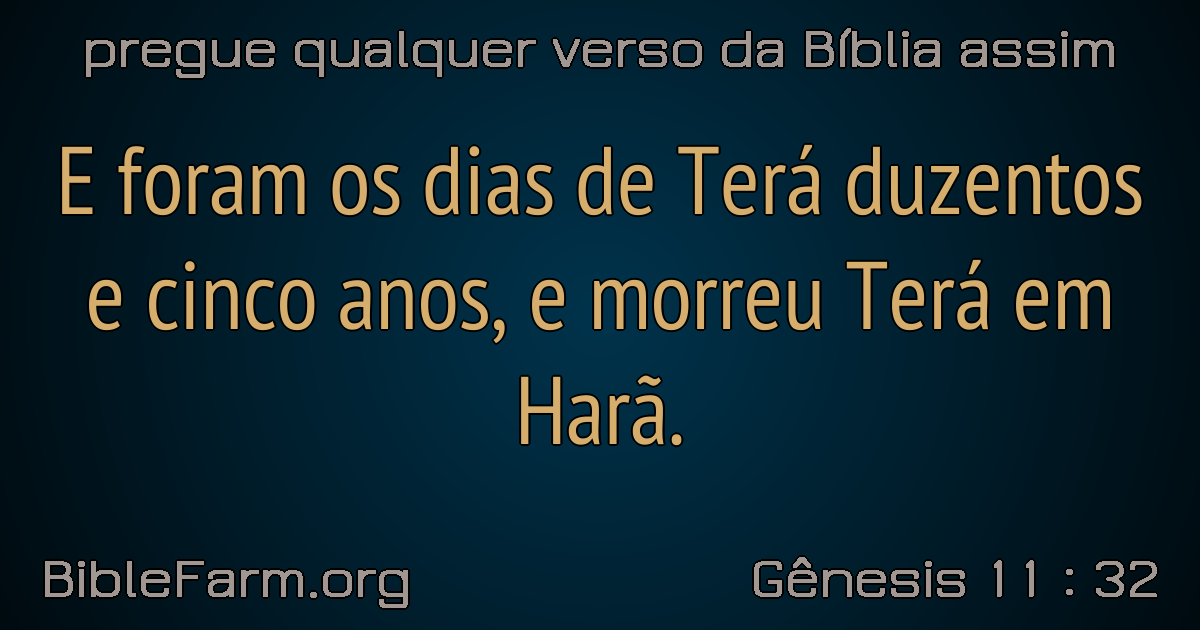 pregue qualquer verso da Bíblia assim
E foram os dias de Terá duzentos
e cinco anos, e morreu Terá em
Harã.
BibleFarm.org
Gênesis 11 : 32